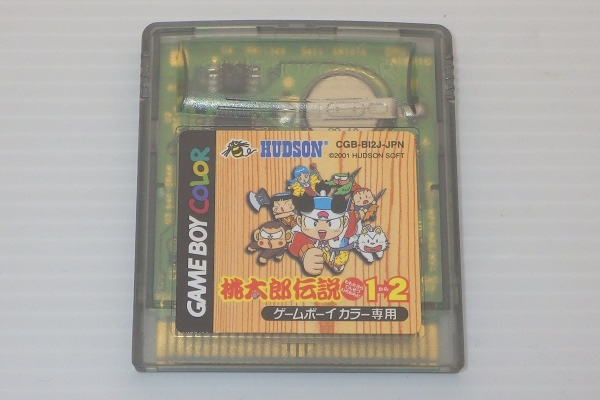 HUDSON®
CGB-BI2J-JPN
©2001 HUDSON SOFT
GAME BOY COLOR
桃太郎伝説
1→2
ゲームボーイカラー専用